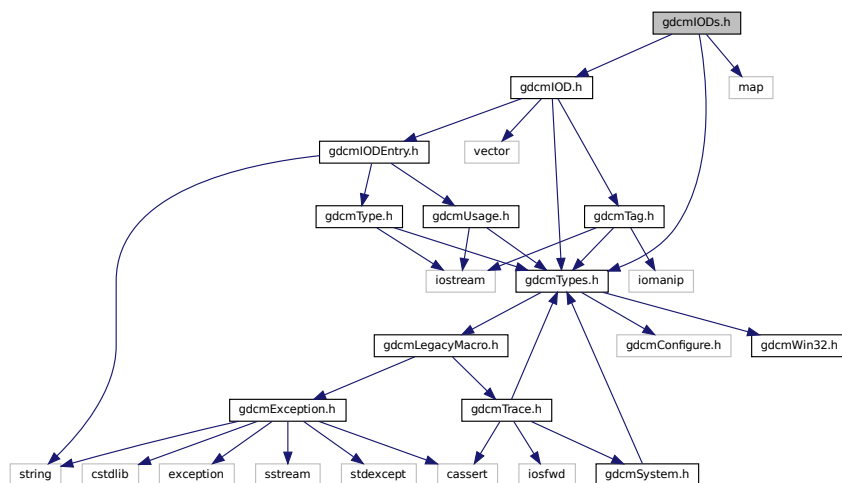 gdcmIODs.h
gdcmIOD.h
map
gdcmIODEntry.h
vector
gdcmType.h
gdcmUsage.h
gdcmTag.h
iostream
gdcmTypes.h
iomanip
gdcmLegacyMacro.h
gdcmConfigure.h
gdcmWin32.h
gdcmException.h
gdcmTrace.h
string
cstdlib
exception
sstream
stdexcept
cassert
iosfwd
gdcmSystem.h